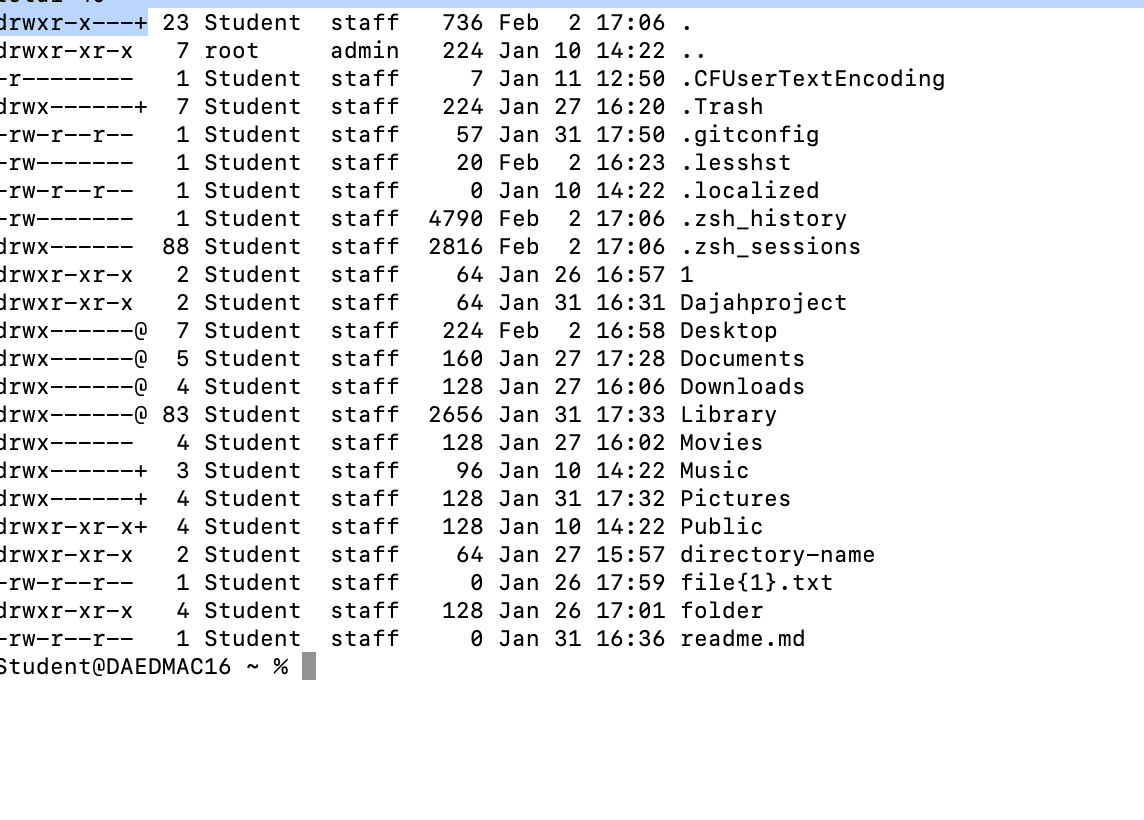 drwxr-x---+ 23 Student  staff   736 Feb  2 17:06 .
drwxr-xr-x   7 root     admin   224 Jan 10 14:22 ..
-r--------   1 Student  staff     7 Jan 11 12:50 .CFUserTextEncoding
drwx------+  7 Student  staff   224 Jan 27 16:20 .Trash
-rw-r--r--   1 Student  staff    57 Jan 31 17:50 .gitconfig
-rw-------   1 Student  staff    20 Feb  2 16:23 .lesshst
-rw-r--r--   1 Student  staff     0 Jan 10 14:22 .localized
-rw-------   1 Student  staff  4790 Feb  2 17:06 .zsh_history
drwx------  88 Student  staff  2816 Feb  2 17:06 .zsh_sessions
drwxr-xr-x   2 Student  staff    64 Jan 26 16:57 1
drwxr-xr-x   2 Student  staff    64 Jan 31 16:31 Dajahproject
drwx------@  7 Student  staff   224 Feb  2 16:58 Desktop
drwx------@  5 Student  staff   160 Jan 27 17:28 Documents
drwx------@  4 Student  staff   128 Jan 27 16:06 Downloads
drwx------@ 83 Student  staff  2656 Jan 31 17:33 Library
drwx------   4 Student  staff   128 Jan 27 16:02 Movies
drwx------+  3 Student  staff    96 Jan 10 14:22 Music
drwx------+  4 Student  staff   128 Jan 31 17:32 Pictures
drwxr-xr-x+  4 Student  staff   128 Jan 10 14:22 Public
drwxr-xr-x   2 Student  staff    64 Jan 27 15:57 directory-name
-rw-r--r--   1 Student  staff     0 Jan 26 17:59 file{1}.txt
drwxr-xr-x   4 Student  staff   128 Jan 26 17:01 folder
-rw-r--r--   1 Student  staff     0 Jan 31 16:36 readme.md
Student@DAEDMAC16 ~ %